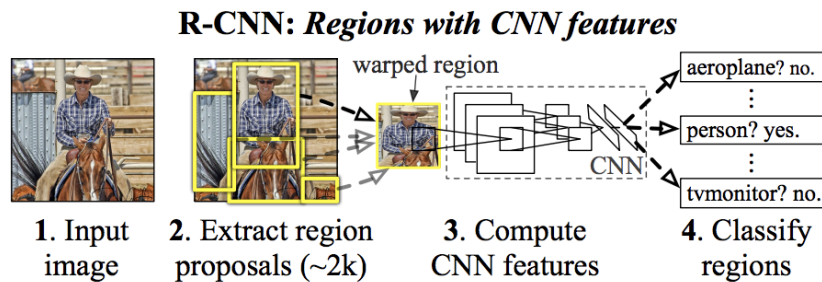 R-CNN: Regions with CNN features
warped region
aeroplane? no.
⋮
person? yes.
⋮
tvmonitor? no.
CNN
1. Input
image
2. Extract region
proposals (~2k)
3. Compute
CNN features
4. Classify
regions